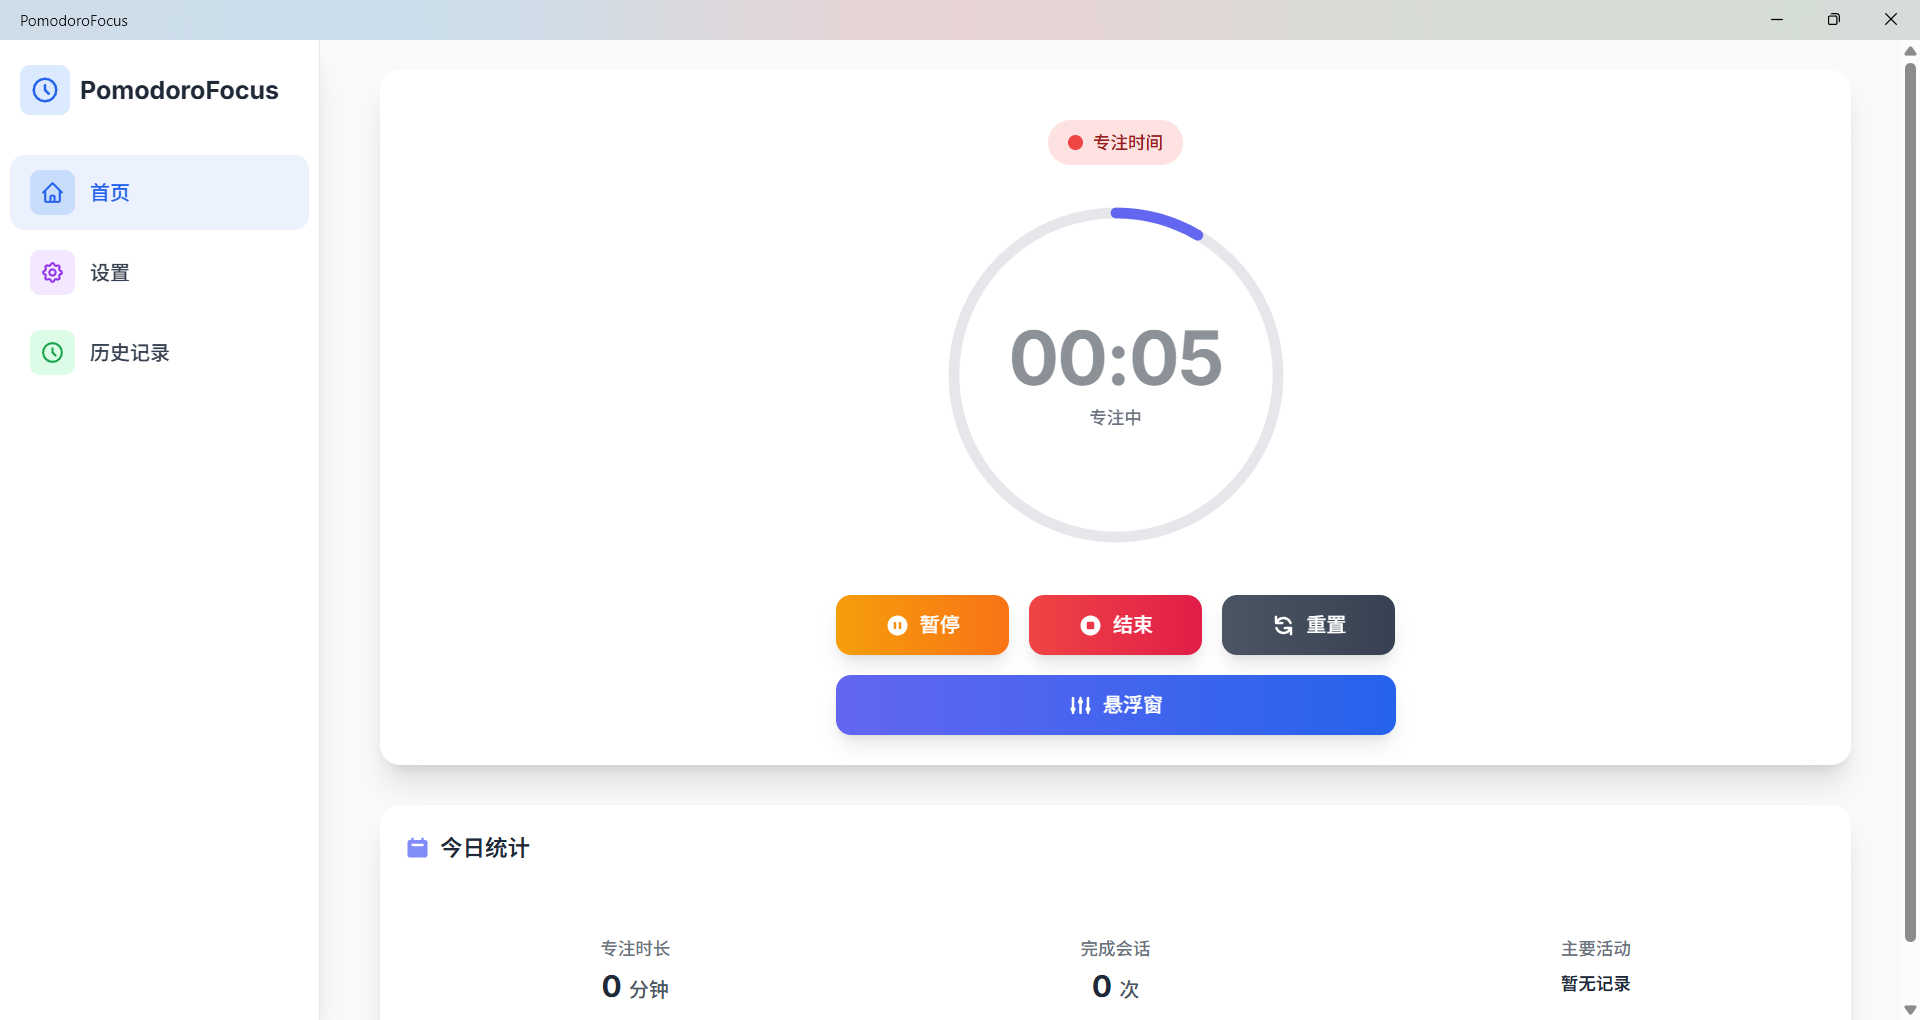 PomodoroFocus
PomodoroFocus
首页
设置
历史记录
专注时间
00:05
专注中
暂停
结束
重置
悬浮窗
今日统计
专注时长
0 分钟
完成会话
0 次
主要活动
暂无记录